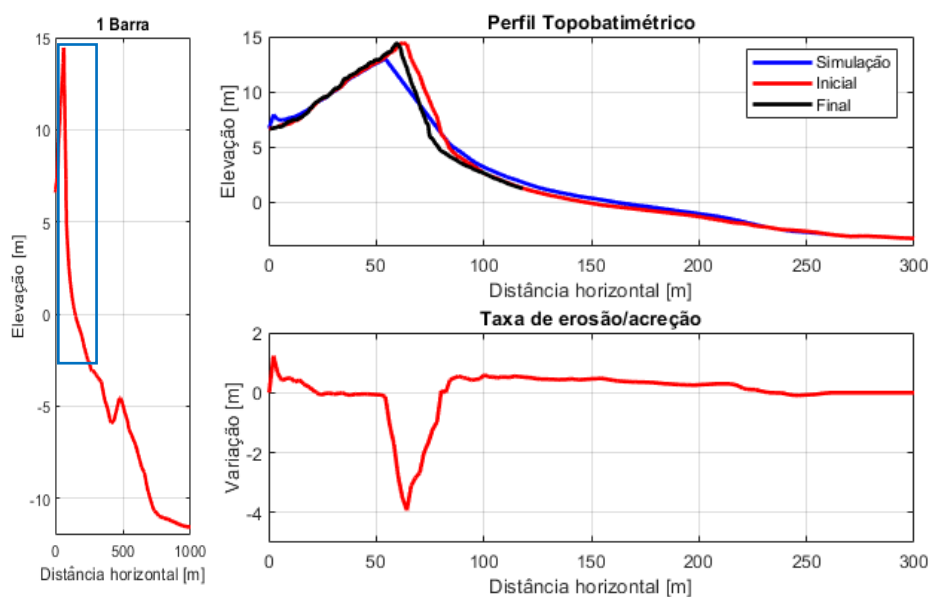 1 Barra
15
10
5
0
-5
-10
0
500
1000
Elevação [m]
Distância horizontal [m]
Perfil Topobatimétrico
15
10
5
0
0
50
100
150
200
250
300
Elevação [m]
Distância horizontal [m]
Simulação
Inicial
Final
Taxa de erosão/acreção
2
0
-2
-4
0
50
100
150
200
250
300
Variação [m]
Distância horizontal [m]